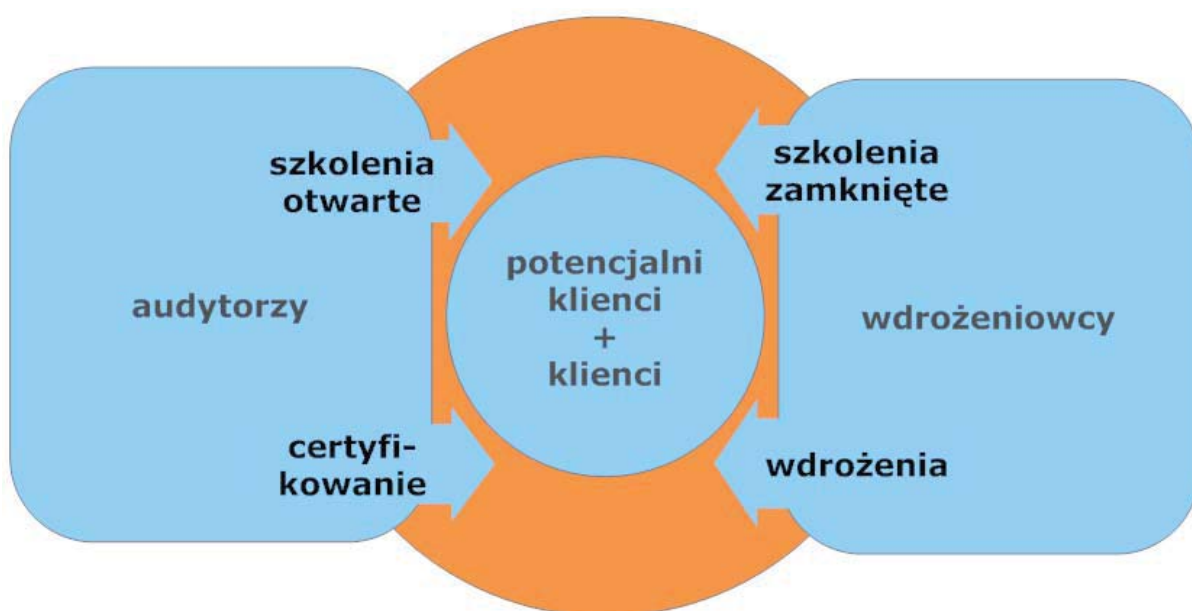 szkolenia
otwarte
audytorzy
certyfi-
kowanie
potencjalni
klienci
+
klienci
szkolenia
zamknięte
wdrożeniowcy
wdrożenia